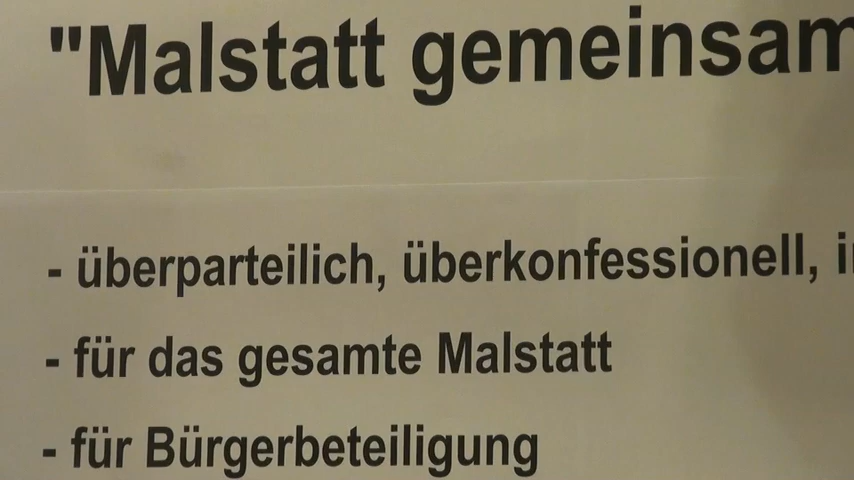 "Malstatt gemeinsam
- überparteilich, überkonfessionell,
- für das gesamte Malstatt
- für Bürgerbeteiligung